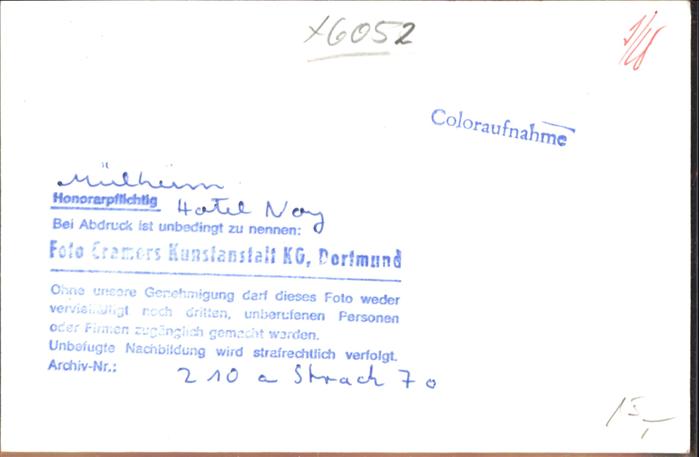 X6052
Coloraufnahme
Mülheim
Honorarpflichtig Hotel Noy
Bei Abdruck ist unbedingt zu nennen:
Foto Cramers Kunstanstalt KG, Dortmund
Ohne unsere Genehmigung darf dieses Foto weder
vervielfältigt noch dritten, unberufenen Personen
oder Firmen zugänglich gemacht werden.
Unbefugte Nachbildung wird strafrechtlich verfolgt.
Archiv-Nr.: 210 a Strack 70